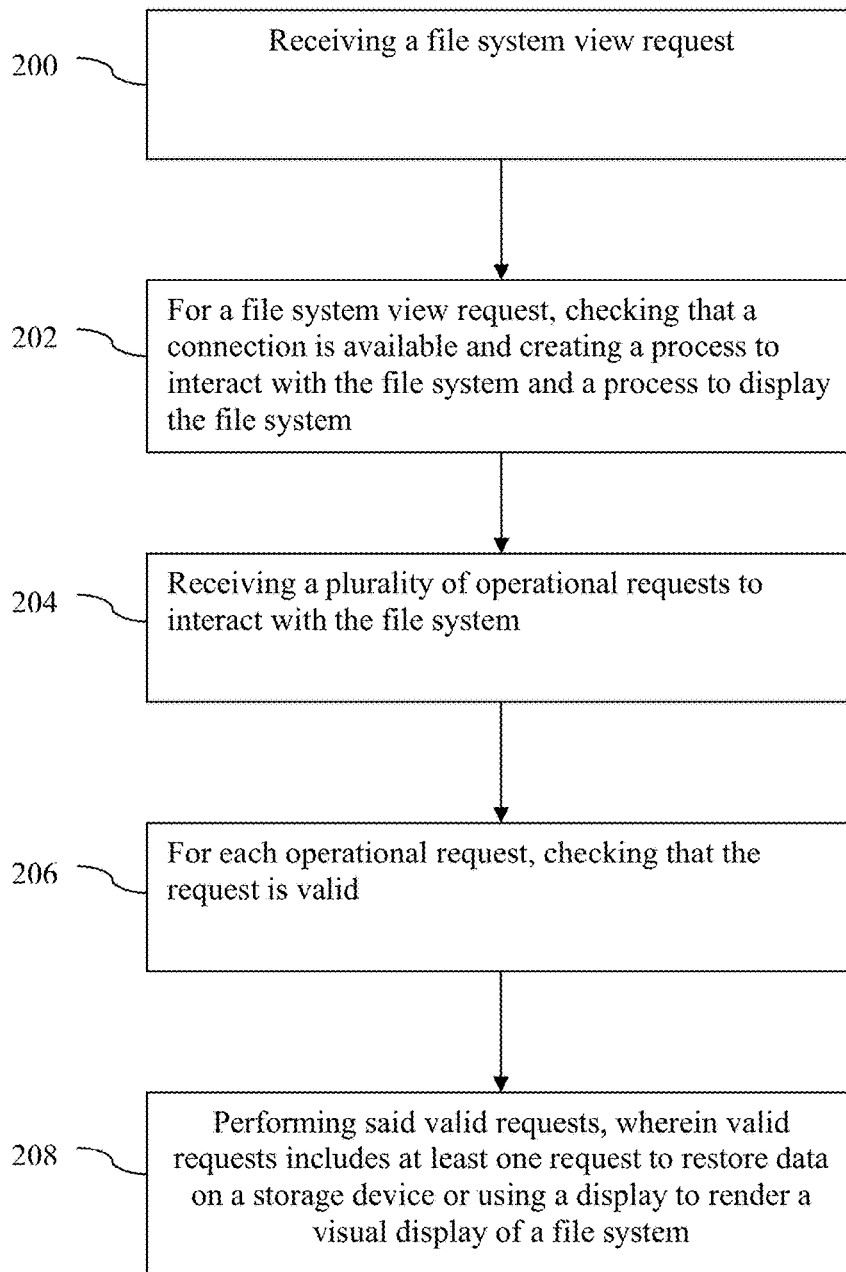 200
Receiving a file system view request
202
For a file system view request, checking that a
connection is available and creating a process to
interact with the file system and a process to display
the file system
204
Receiving a plurality of operational requests to
interact with the file system
206
For each operational request, checking that the
request is valid
208
Performing said valid requests, wherein valid
requests includes at least one request to restore data
on a storage device or using a display to render a
visual display of a file system